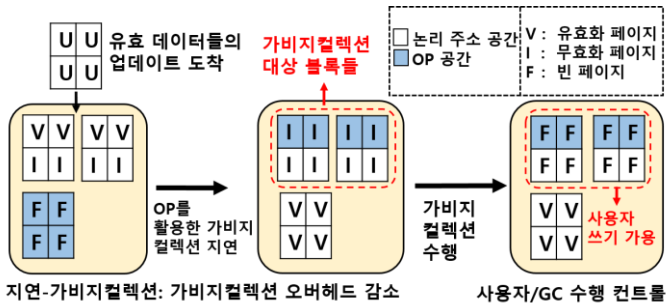 U U
U U
유효 데이터들의
업데이트 도착
가비지컬렉션
대상 블록들
논리 주소 공간
OP 공간
V : 유효화 페이지
I : 무효화 페이지
F : 빈 페이지
V V V V
I I I I
F F
F F
OP를
활용한 가비지
컬렉션 지연
I I I I
I I I I
V V
V V
가비지
컬렉션
수행
F F F F
F F F F
V V
V V
사용자
쓰기 가용
지연-가비지컬렉션: 가비지컬렉션 오버헤드 감소
사용자/GC 수행 컨트롤